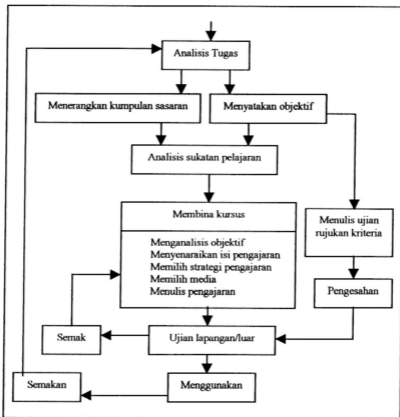 Analisis Tugas
Menerangkan kumpulan sasaran
Menyatakan objektif
Analisis sukatan pelajaran
Membina kursus
Menganalisis objektif
Menyenaraikan isi pengajaran
Memilih strategi pengajaran
Memilih media
Menulis pengajaran
Menulis ujian
rujukan kriteria
Pengesahan
Semak
Ujian lapangan/luar
Semakan
Menggunakan